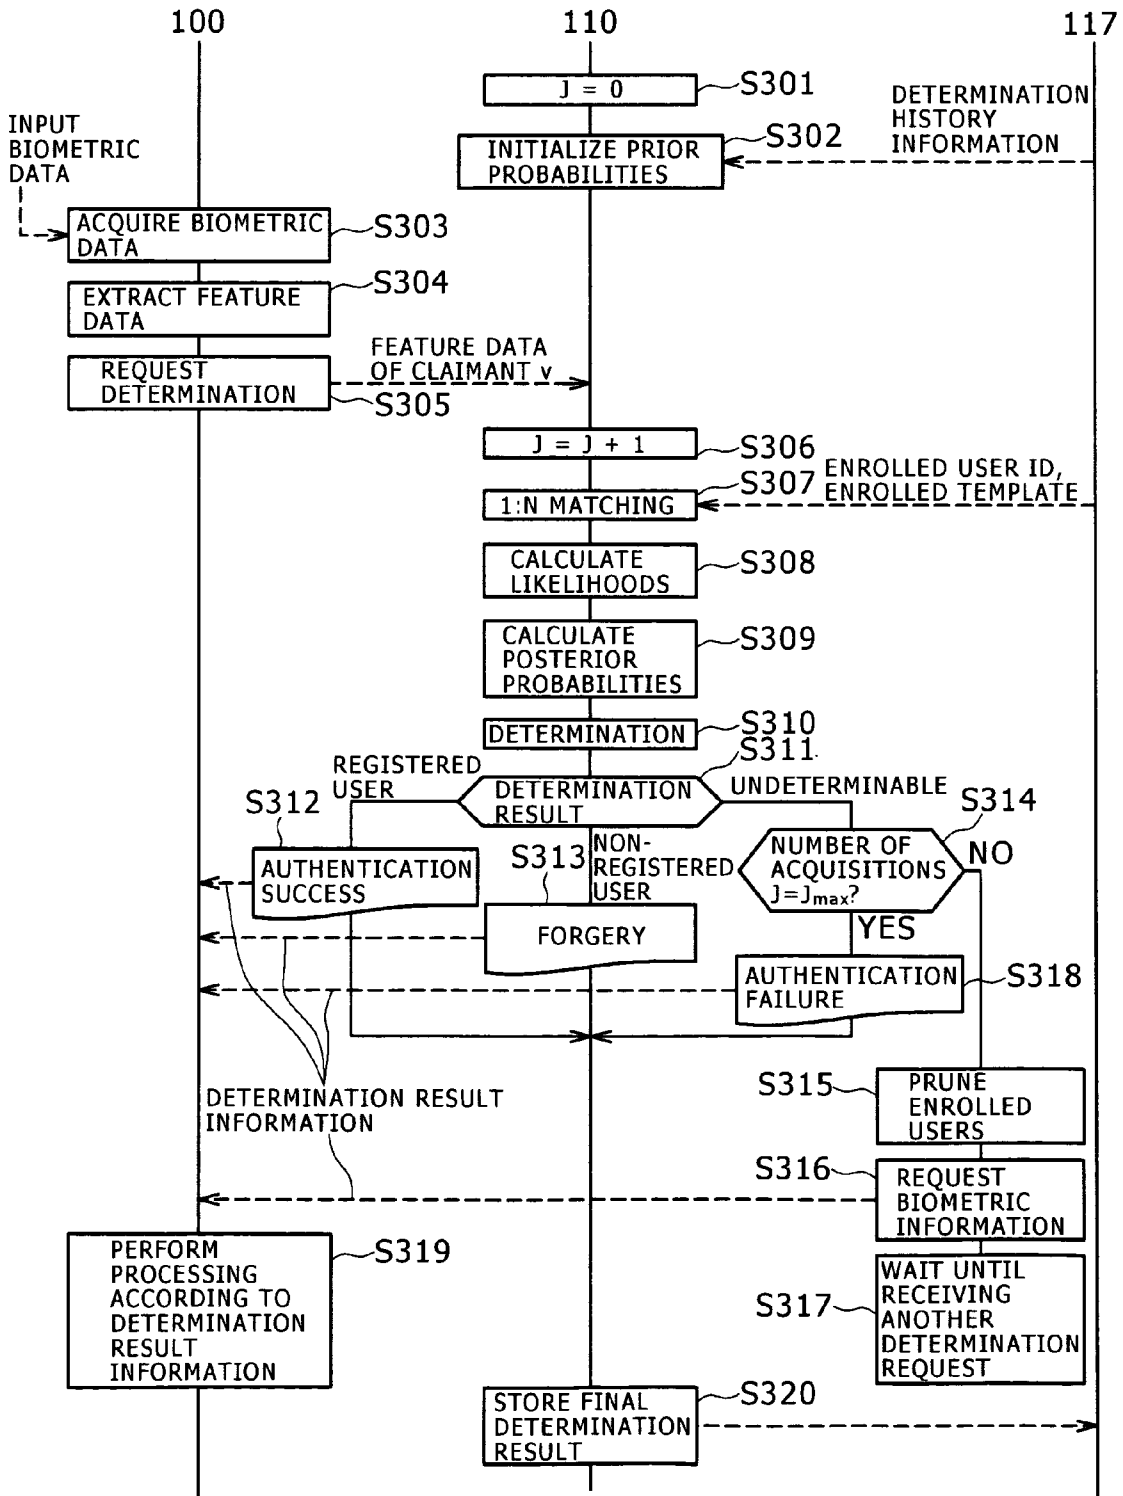 100
110
117
J = 0
S301
INITIALIZE PRIOR
PROBABILITIES
S302
DETERMINATION
HISTORY
INFORMATION
INPUT
BIOMETRIC
DATA
ACQUIRE BIOMETRIC
DATA
S303
EXTRACT FEATURE
DATA
S304
REQUEST
DETERMINATION
S305
FEATURE DATA
OF CLAIMANT v
J = J + 1
S306
1:N MATCHING
S307
ENROLLED USER ID,
ENROLLED TEMPLATE
CALCULATE
LIKELIHOODS
S308
CALCULATE
POSTERIOR
PROBABILITIES
S309
DETERMINATION
S310
DETERMINATION
RESULT
S311
REGISTERED
USER
UNDETERMINABLE
NON-
REGISTERED
USER
S312
AUTHENTICATION
SUCCESS
S313
FORGERY
S314
NUMBER OF
ACQUISITIONS
J=Jmax?
NO
YES
AUTHENTICATION
FAILURE
S318
DETERMINATION RESULT
INFORMATION
S315
PRUNE
ENROLLED
USERS
S316
REQUEST
BIOMETRIC
INFORMATION
S317
WAIT UNTIL
RECEIVING
ANOTHER
DETERMINATION
REQUEST
PERFORM
PROCESSING
ACCORDING TO
DETERMINATION
RESULT
INFORMATION
S319
STORE FINAL
DETERMINATION
RESULT
S320